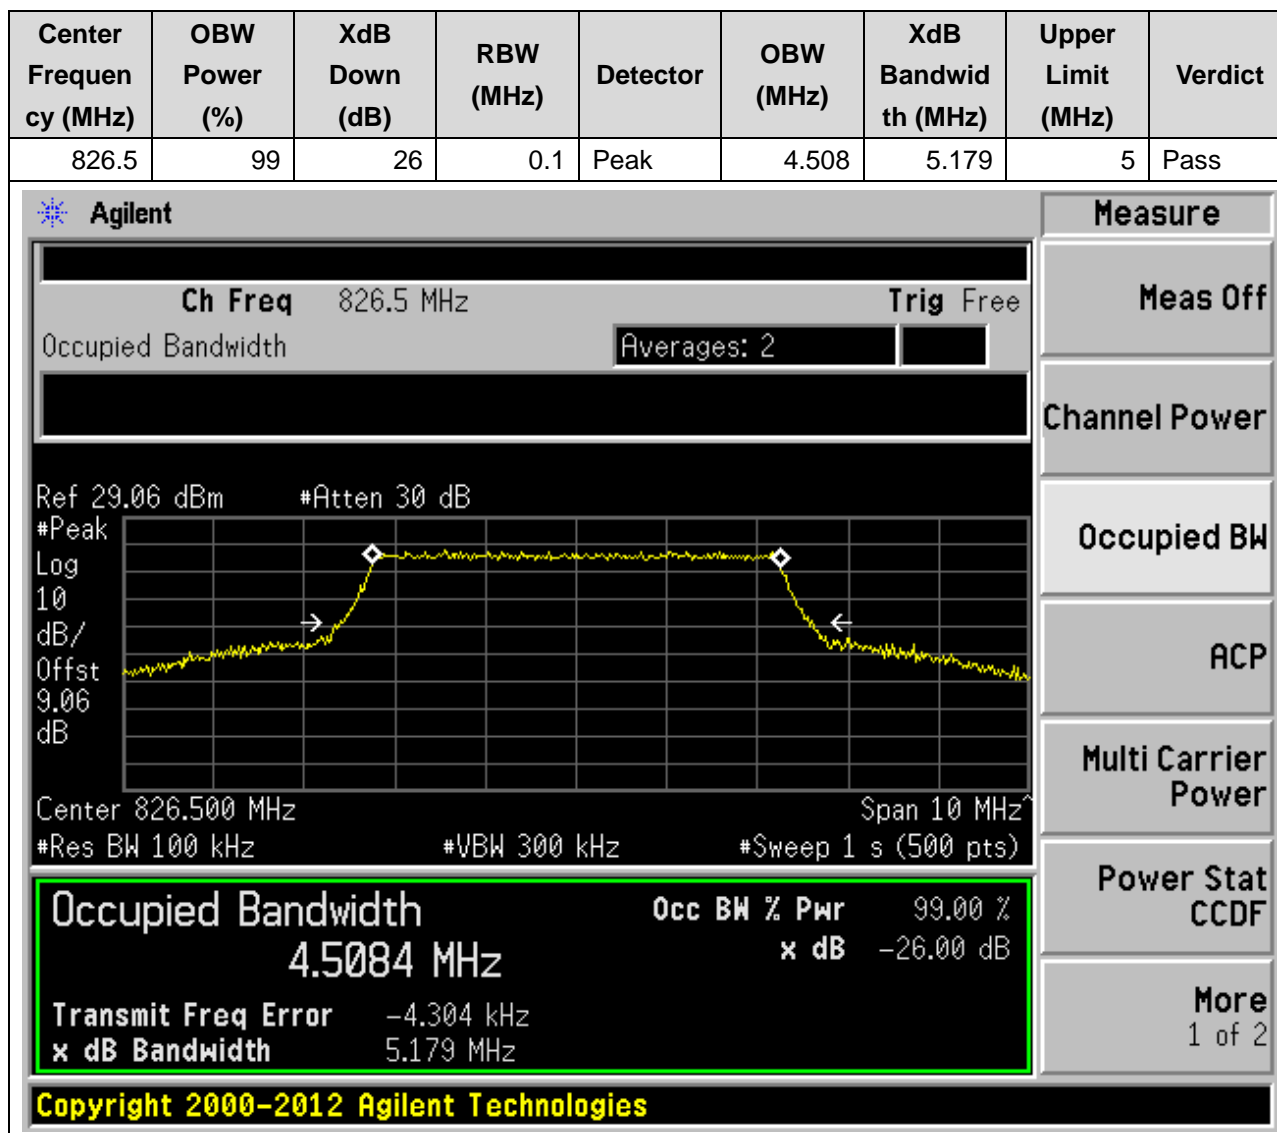 Center Frequen cy (MHz) | OBW Power (%) | XdB Down (dB) | RBW (MHz) | Detector | OBW (MHz) | XdB Bandwid th (MHz) | Upper Limit (MHz) | Verdict
826.5 | 99 | 26 | 0.1 | Peak | 4.508 | 5.179 | 5 | Pass
Agilent
Measure
Ch Freq 826.5 MHz Trig Free
Occupied Bandwidth Averages: 2
Ref 29.06 dBm #Atten 30 dB
#Peak
Log
10
dB/
Offst
9.06
dB
Center 826.500 MHz Span 10 MHz^
#Res BW 100 kHz #VBW 300 kHz #Sweep 1 s (500 pts)
Occupied Bandwidth Occ BW % Pwr 99.00 %
4.5084 MHz x dB -26.00 dB
Transmit Freq Error -4.304 kHz
x dB Bandwidth 5.179 MHz
Copyright 2000-2012 Agilent Technologies
Meas Off
Channel Power
Occupied BW
ACP
Multi Carrier
Power
Power Stat
CCDF
More
1 of 2